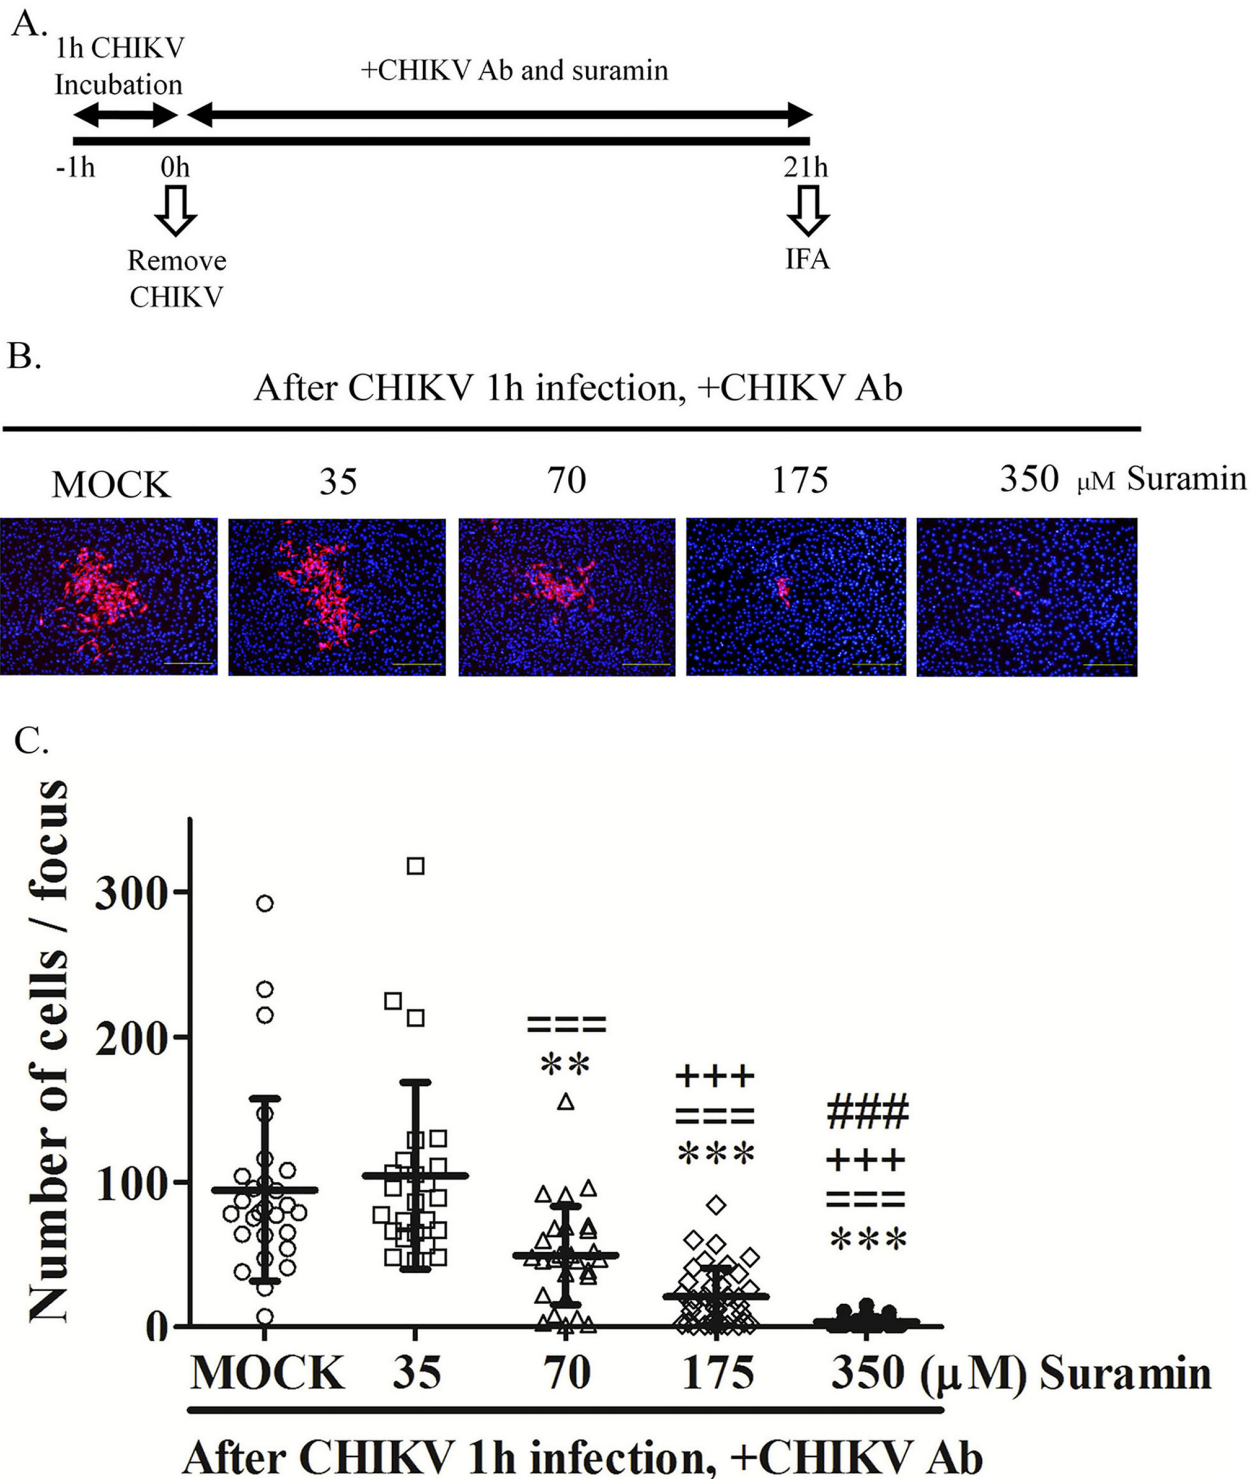 A.
1h CHIKV
Incubation
+CHIKV Ab and suramin
-1h
0h
21h
Remove
CHIKV
IFA
B.
After CHIKV 1h infection, +CHIKV Ab
MOCK 35 70 175 350 μM Suramin
C.
Number of cells / focus
300
200
100
0
===
**
+++
===
***
###
+++
===
***
MOCK 35 70 175 350 (μM) Suramin
After CHIKV 1h infection, +CHIKV Ab